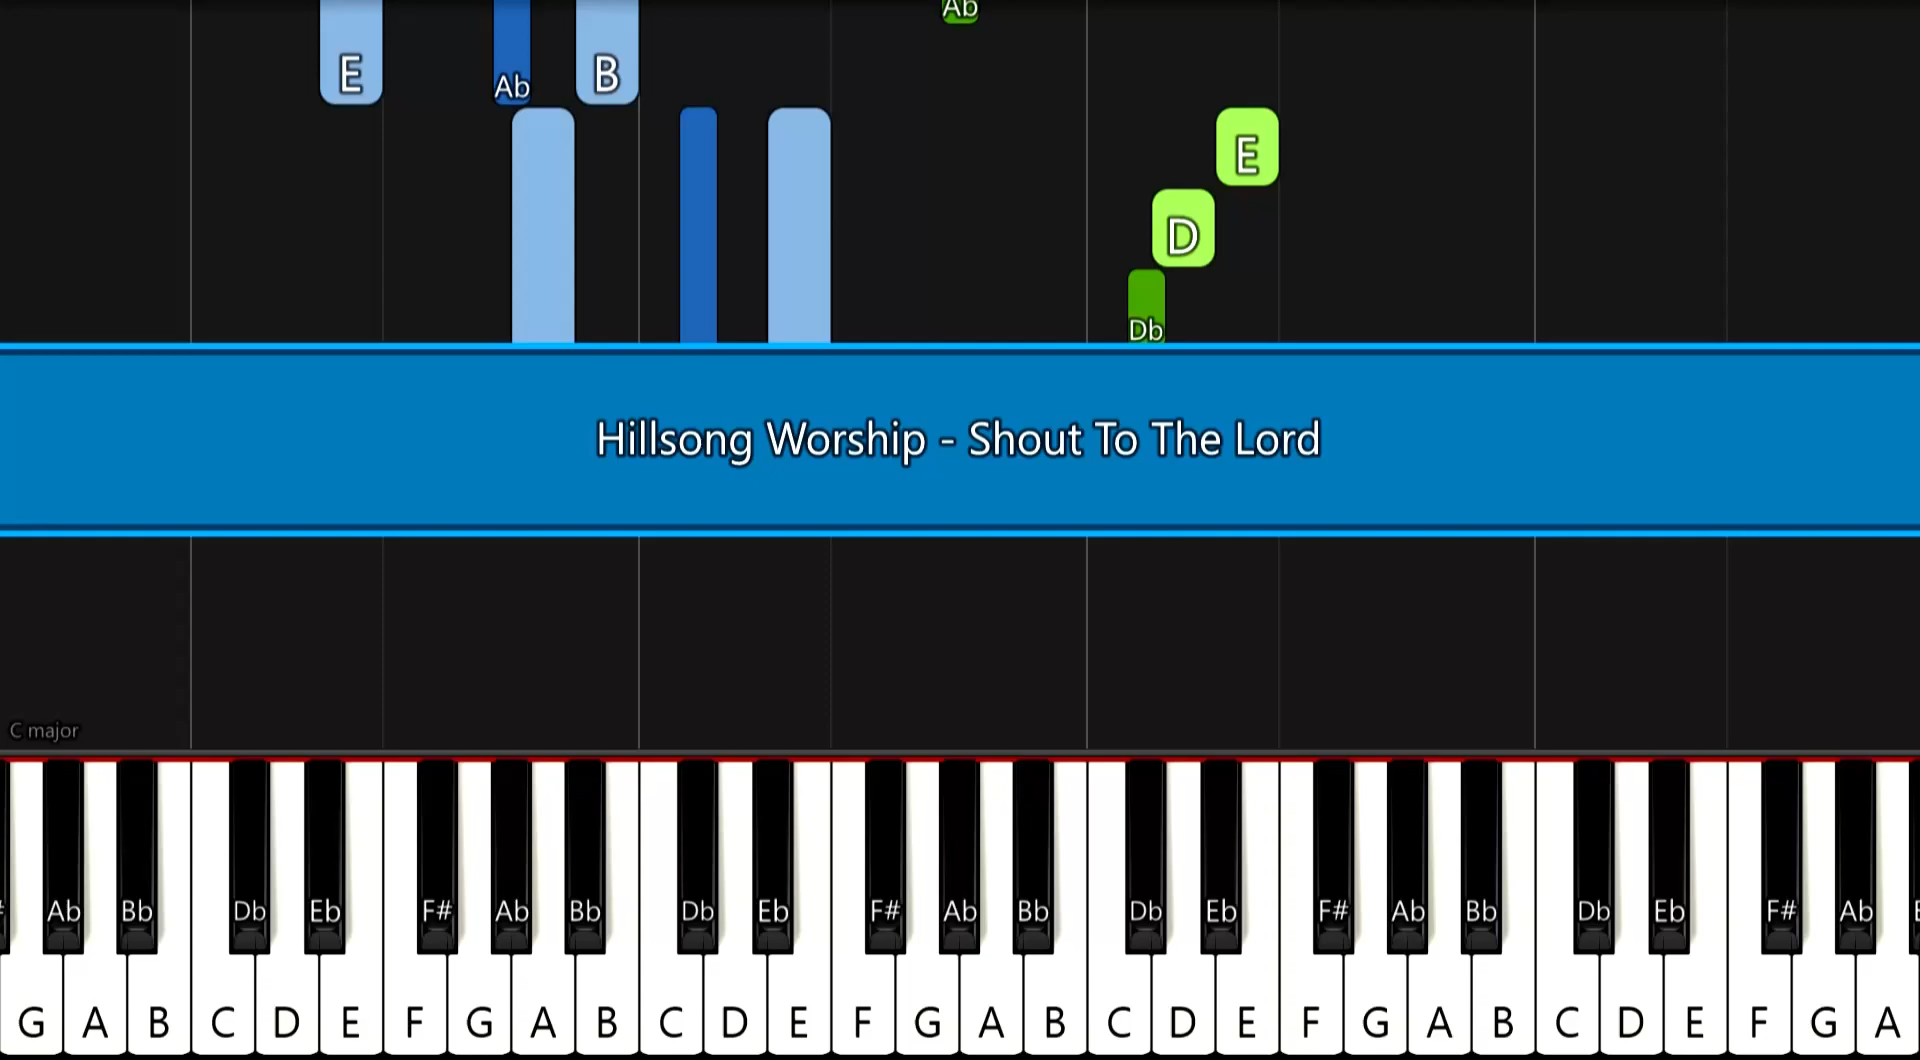 Ab
E Ab B
E
D
Db
Hillsong Worship - Shout To The Lord
C major
Ab Bb Db Eb F# Ab Bb Db Eb F# Ab Bb Db Eb F# Ab Bb Db Eb F# Ab
G A B C D E F G A B C D E F G A B C D E F G A B C D E F G A